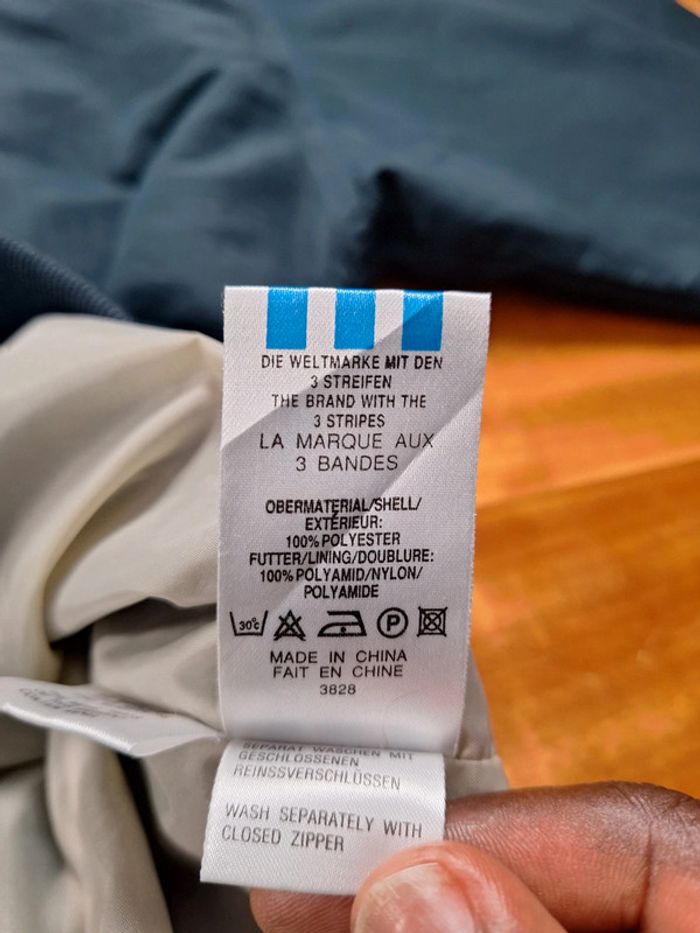 DIE WELTMARKE MIT DEN
3 STREIFEN
THE BRAND WITH THE
3 STRIPES
LA MARQUE AUX
3 BANDES
OBERMATERIAL/SHELL/
EXTÉRIEUR:
100% POLYESTER
FUTTER/LINING/DOUBLURE:
100% POLYAMID/NYLON/
POLYAMIDE
30°c P
MADE IN CHINA
FAIT EN CHINE
3828
SEPARAT WASCHEN MIT
GESCHLOSSENEN
REINSSVERSCHLÜSSEN
WASH SEPARATELY WITH
CLOSED ZIPPER